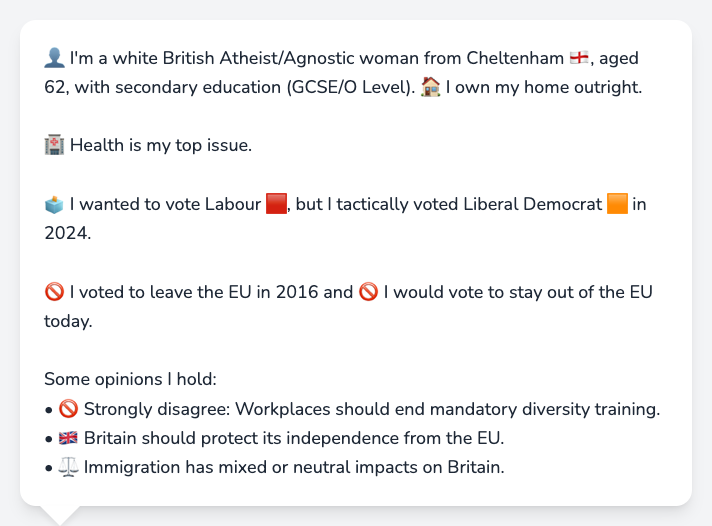 👤 I'm a white British Atheist/Agnostic woman from Cheltenham 🏴󠁧󠁢󠁥󠁮󠁧󠁿, aged
62, with secondary education (GCSE/O Level). 🏠 I own my home outright.
🏥 Health is my top issue.
🗳️ I wanted to vote Labour 🟥, but I tactically voted Liberal Democrat 🟧 in
2024.
🚫 I voted to leave the EU in 2016 and 🚫 I would vote to stay out of the EU
today.
Some opinions I hold:
• 🚫 Strongly disagree: Workplaces should end mandatory diversity training.
• 🇬🇧 Britain should protect its independence from the EU.
• ⚖️ Immigration has mixed or neutral impacts on Britain.